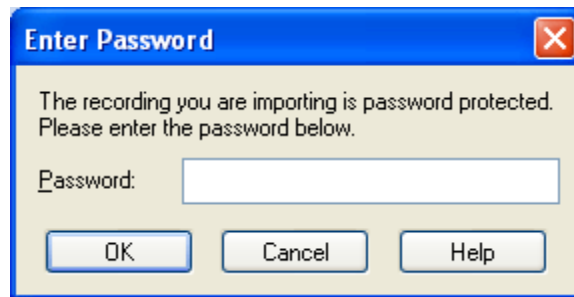 Enter Password
The recording you are importing is password protected.
Please enter the password below.
Password:
OK
Cancel
Help